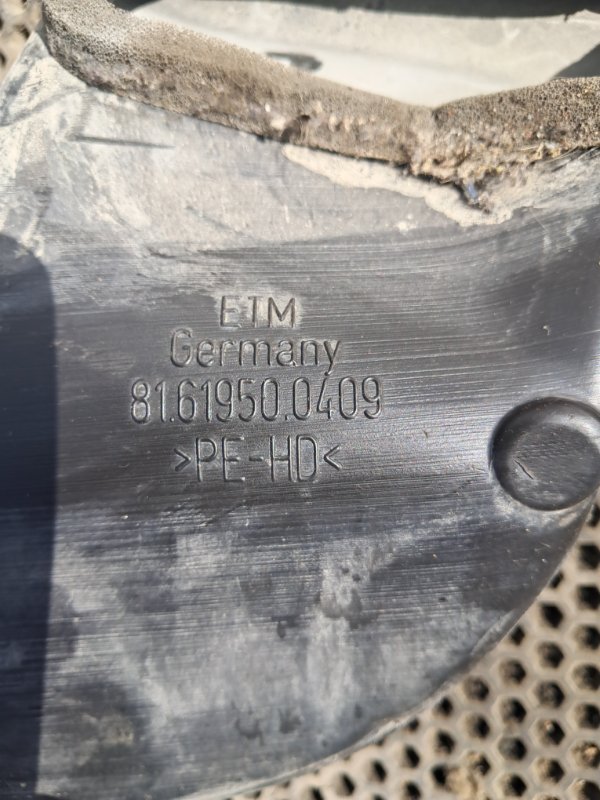 ETM
Germany
81.61950.0409
>PE-HD<